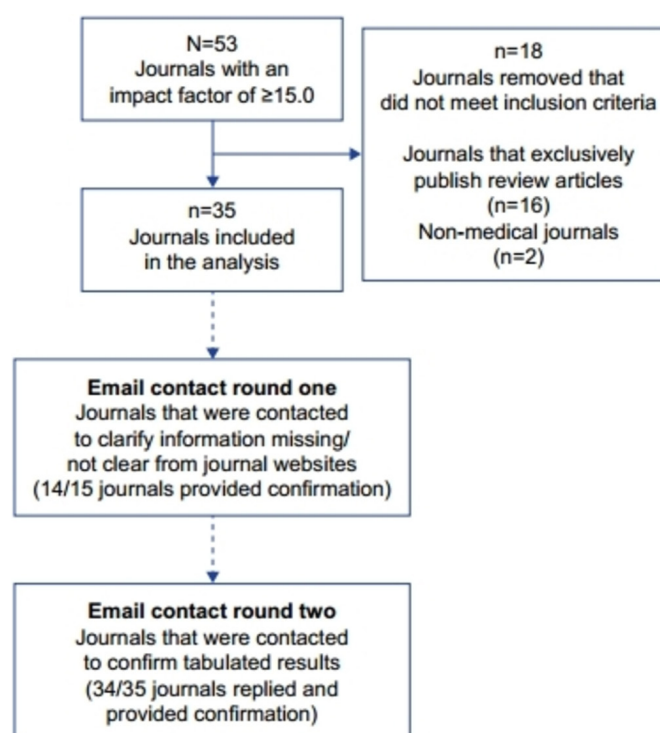 N=53
Journals with an
impact factor of ≥15.0
n=18
Journals removed that
did not meet inclusion criteria
Journals that exclusively
publish review articles
(n=16)
Non-medical journals
(n=2)
n=35
Journals included
in the analysis
Email contact round one
Journals that were contacted
to clarify information missing/
not clear from journal websites
(14/15 journals provided confirmation)
Email contact round two
Journals that were contacted
to confirm tabulated results
(34/35 journals replied and
provided confirmation)